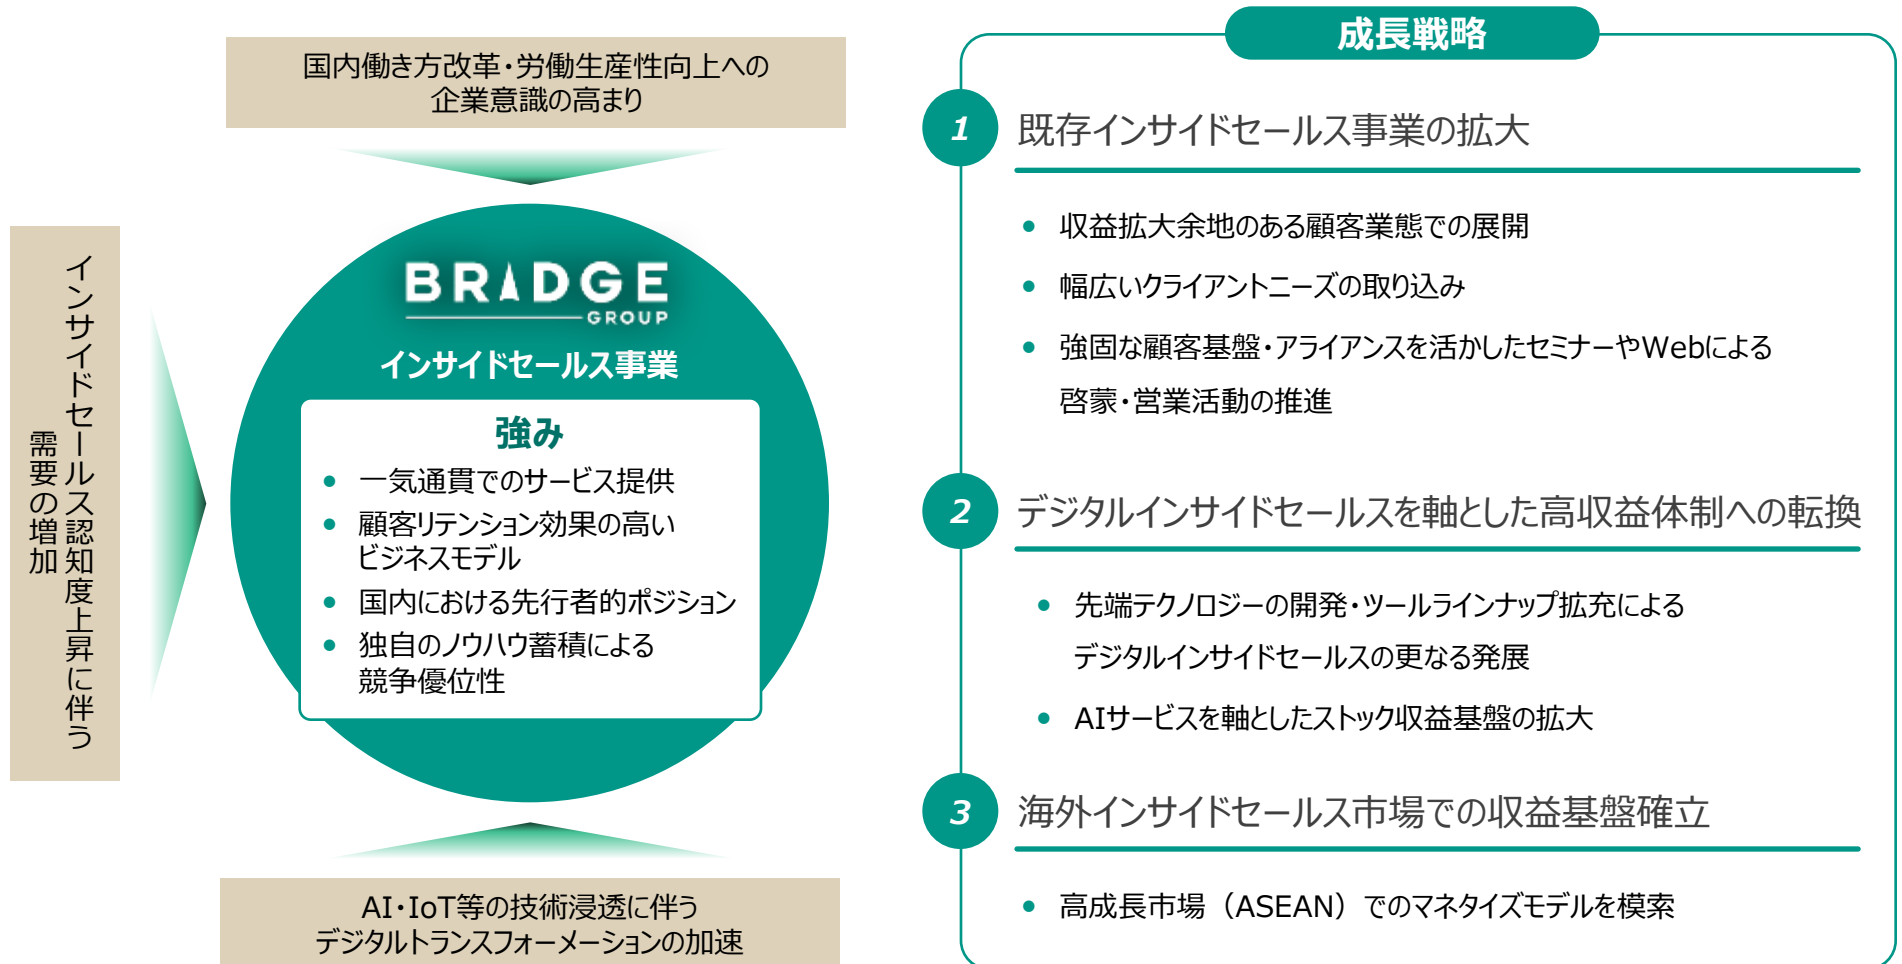 国内働き方改革・労働生産性向上への
企業意識の高まり
インサイドセールス認知度上昇に伴う
需要の増加
BRIDGE
GROUP
インサイドセールス事業
強み
• 一気通貫でのサービス提供
• 顧客リテンション効果の高い
ビジネスモデル
• 国内における先行者的ポジション
• 独自のノウハウ蓄積による
競争優位性
AI・IoT等の技術浸透に伴う
デジタルトランスフォーメーションの加速
成長戦略
1 既存インサイドセールス事業の拡大
• 収益拡大余地のある顧客業態での展開
• 幅広いクライアントニーズの取り込み
• 強固な顧客基盤・アライアンスを活かしたセミナーやWebによる
啓蒙・営業活動の推進
2 デジタルインサイドセールスを軸とした高収益体制への転換
• 先端テクノロジーの開発・ツールラインナップ拡充による
デジタルインサイドセールスの更なる発展
• AIサービスを軸としたストック収益基盤の拡大
3 海外インサイドセールス市場での収益基盤確立
• 高成長市場（ASEAN）でのマネタイズモデルを模索